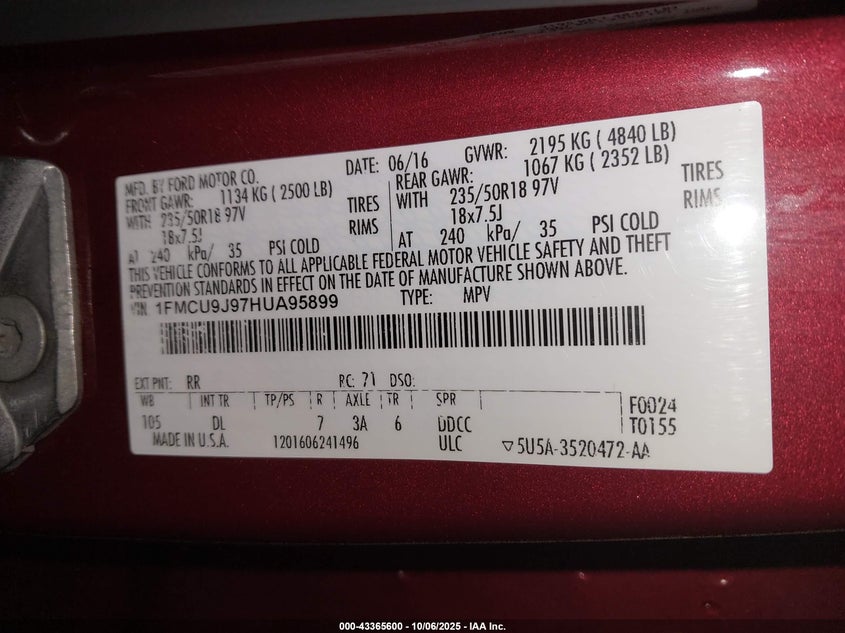 MFD. BY FORD MOTOR CO.
DATE: 06/16 GVWR: 2195 KG ( 4840 LB)
FRONT GAWR: 1134 KG ( 2500 LB)
REAR GAWR: 1067 KG ( 2352 LB)
WITH 235/50R18 97V TIRES
WITH 235/50R18 97V TIRES
18x7.5J RIMS
18x7.5J RIMS
AT 240 kPa/ 35 PSI COLD
AT 240 kPa/ 35 PSI COLD
THIS VEHICLE CONFORMS TO ALL APPLICABLE FEDERAL MOTOR VEHICLE SAFETY AND THEFT
PREVENTION STANDARDS IN EFFECT ON THE DATE OF MANUFACTURE SHOWN ABOVE.
VIN: 1FMCU9J97HUA95899 TYPE: MPV
EXT PNT: RR RC: 71 DSO:
WB INT TR TP/PS R AXLE TR SPR
105 DL 7 3A 6 DDCC
F0024
T0155
MADE IN U.S.A. 1201606241496 ULC ▽5U5A-3520472-AA
000-43365600 - 10/06/2025 - IAA Inc.